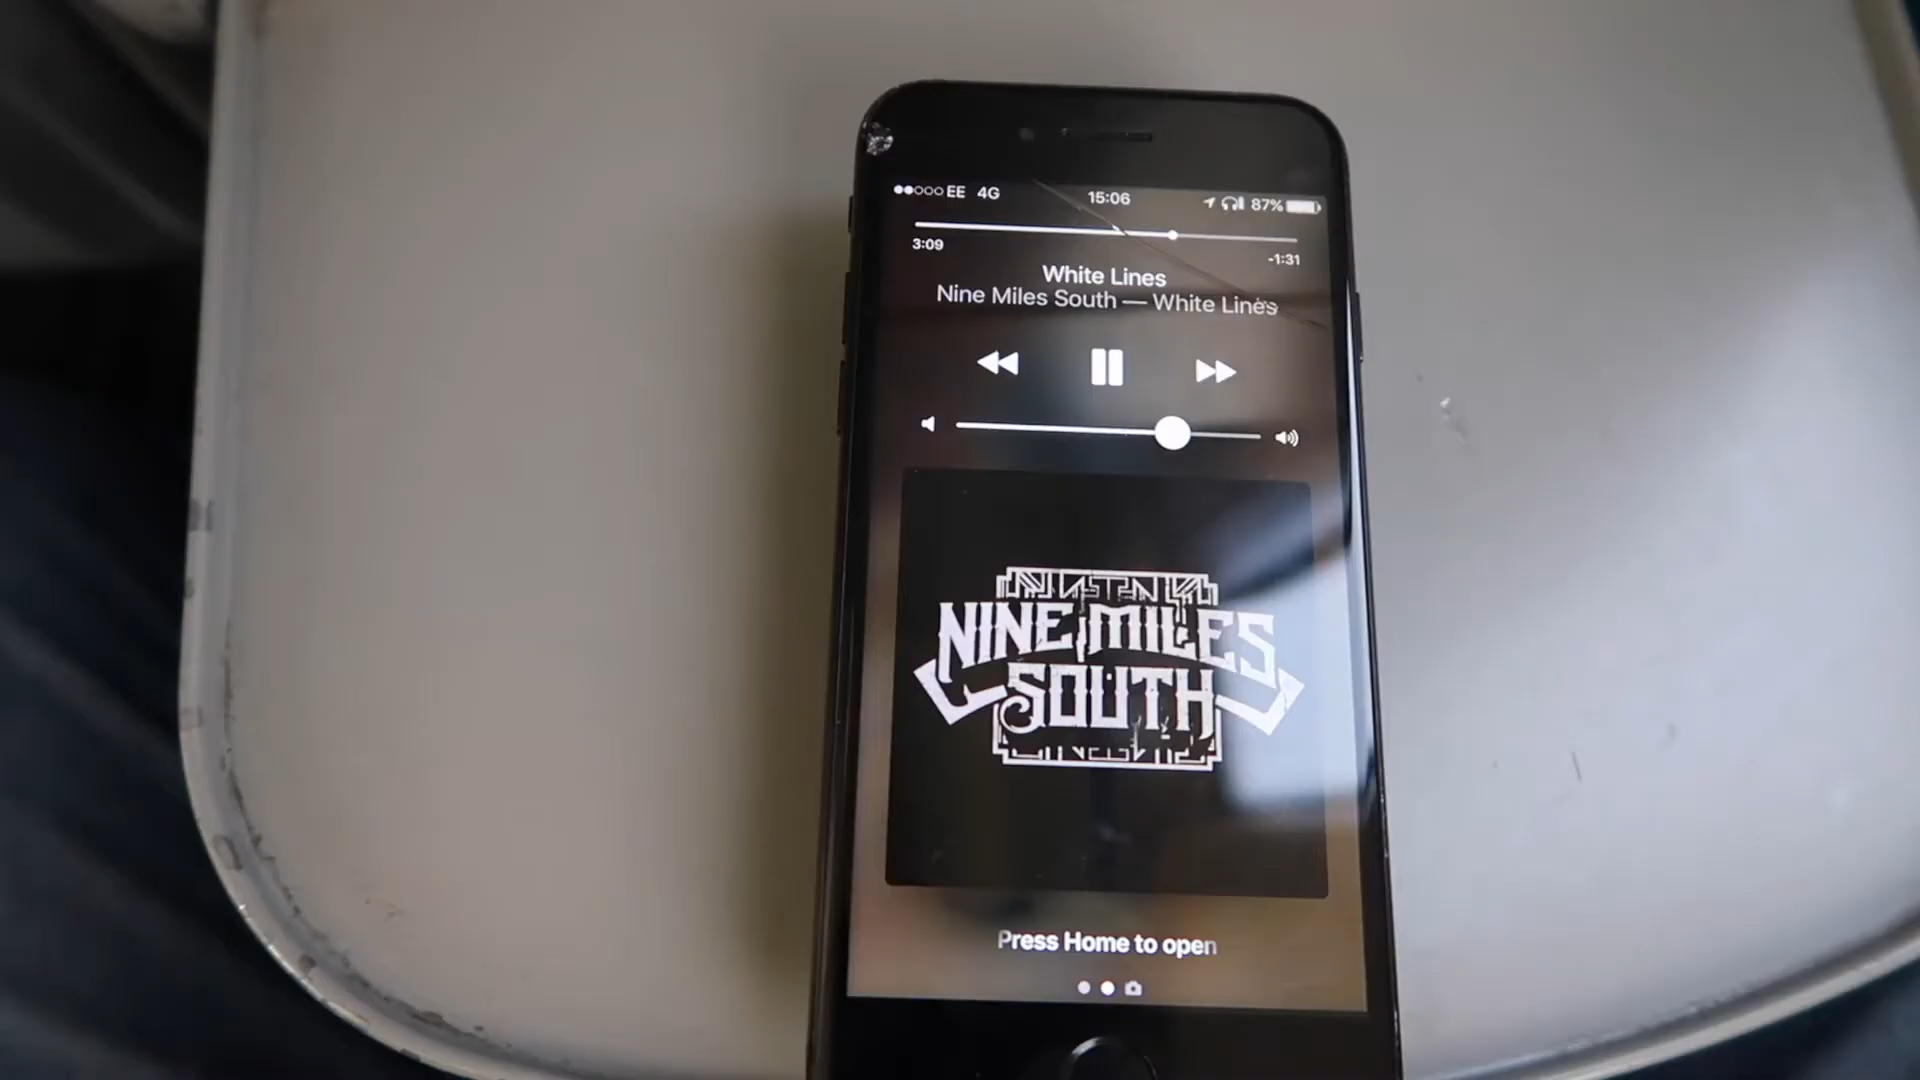 EE 4G 15:06 87%
3:09 -1:31
White Lines
Nine Miles South — White Lines
NINE MILES
SOUTH
Press Home to open